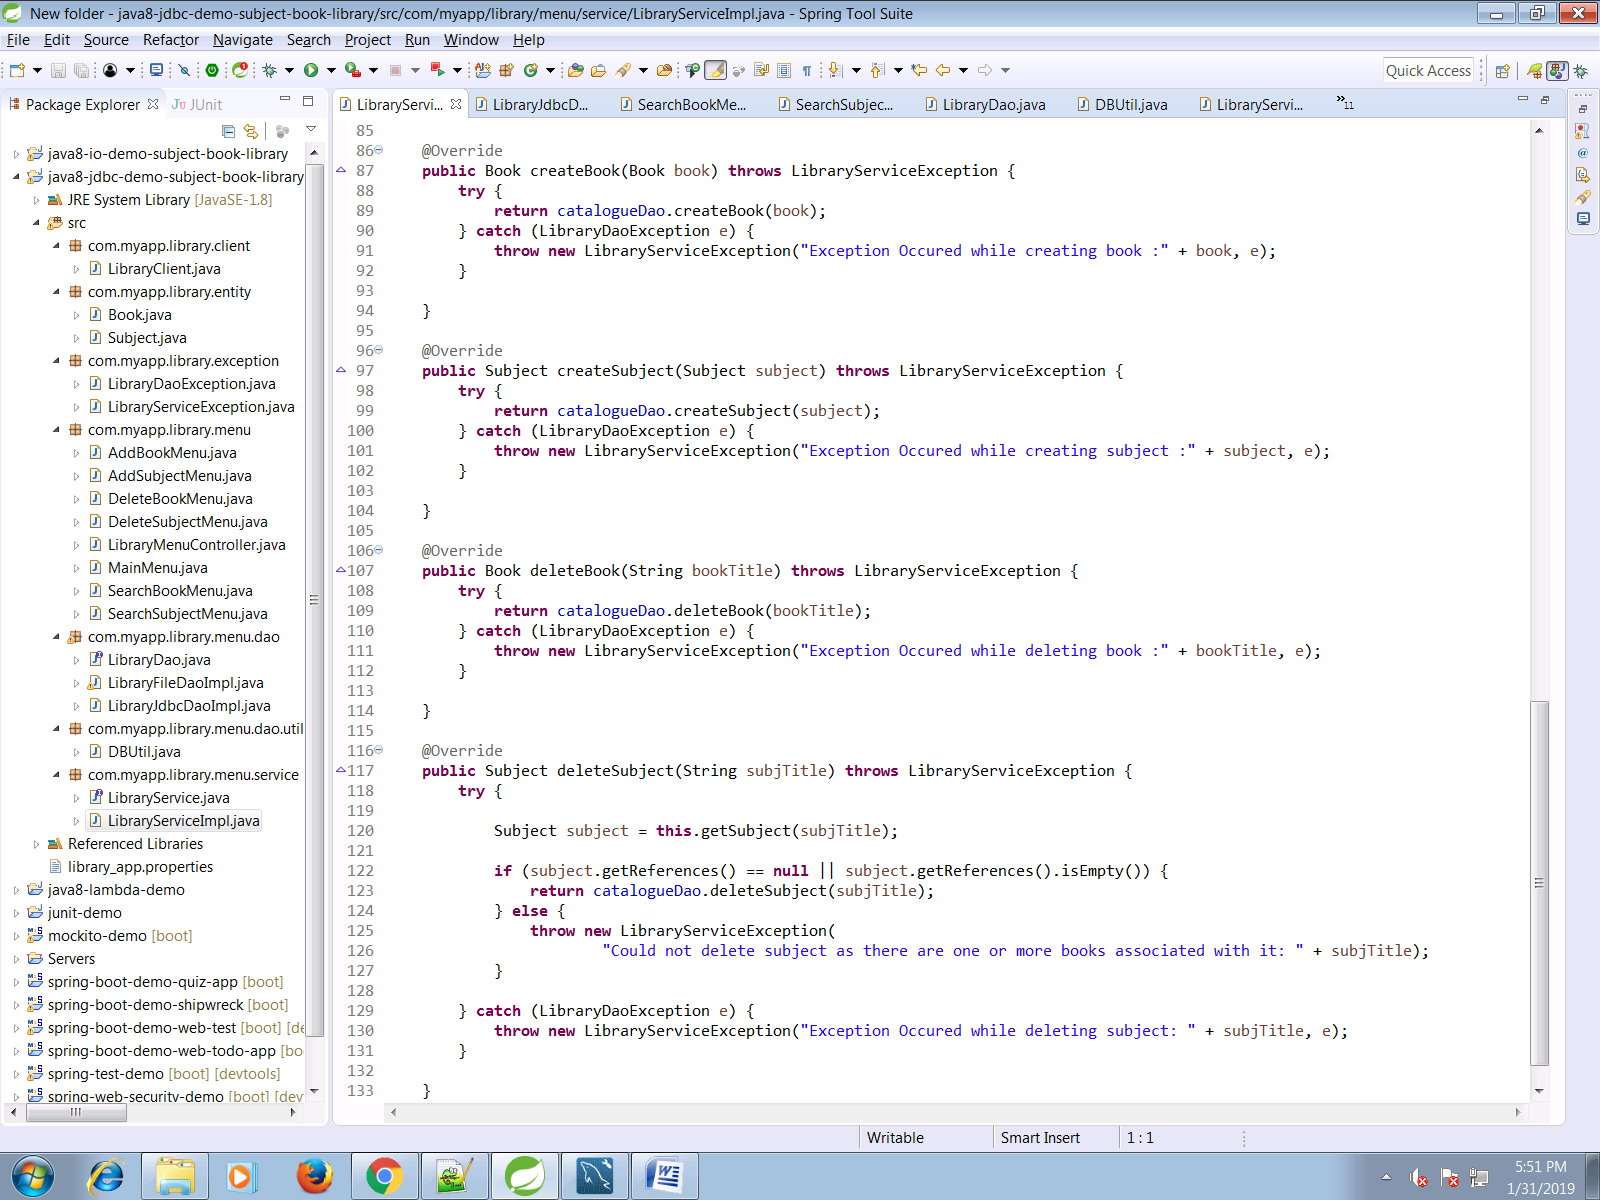 New folder - java8-jdbc-demo-subject-book-library/src/com/myapp/library/menu/service/LibraryServiceImpl.java - Spring Tool Suite
File Edit Source Refactor Navigate Search Project Run Window Help
Quick Access
Package Explorer JUnit
LibraryServi... LibraryJdbcD... SearchBookMe... SearchSubjec... LibraryDao.java DBUtil.java LibraryServi... »11
java8-io-demo-subject-book-library
java8-jdbc-demo-subject-book-library
JRE System Library [JavaSE-1.8]
src
com.myapp.library.client
LibraryClient.java
com.myapp.library.entity
Book.java
Subject.java
com.myapp.library.exception
LibraryDaoException.java
LibraryServiceException.java
com.myapp.library.menu
AddBookMenu.java
AddSubjectMenu.java
DeleteBookMenu.java
DeleteSubjectMenu.java
LibraryMenuController.java
MainMenu.java
SearchBookMenu.java
SearchSubjectMenu.java
com.myapp.library.menu.dao
LibraryDao.java
LibraryFileDaoImpl.java
LibraryJdbcDaoImpl.java
com.myapp.library.menu.dao.util
DBUtil.java
com.myapp.library.menu.service
LibraryService.java
LibraryServiceImpl.java
Referenced Libraries
library_app.properties
java8-lambda-demo
junit-demo
mockito-demo [boot]
Servers
spring-boot-demo-quiz-app [boot]
spring-boot-demo-shipwreck [boot]
spring-boot-demo-web-test [boot] [de
spring-boot-demo-web-todo-app [bo
spring-test-demo [boot] [devtools]
spring-web-security-demo [boot] [dev
85
86 @Override
87 public Book createBook(Book book) throws LibraryServiceException {
88 try {
89 return catalogueDao.createBook(book);
90 } catch (LibraryDaoException e) {
91 throw new LibraryServiceException("Exception Occured while creating book :" + book, e);
92 }
93
94 }
95
96 @Override
97 public Subject createSubject(Subject subject) throws LibraryServiceException {
98 try {
99 return catalogueDao.createSubject(subject);
100 } catch (LibraryDaoException e) {
101 throw new LibraryServiceException("Exception Occured while creating subject :" + subject, e);
102 }
103
104 }
105
106 @Override
107 public Book deleteBook(String bookTitle) throws LibraryServiceException {
108 try {
109 return catalogueDao.deleteBook(bookTitle);
110 } catch (LibraryDaoException e) {
111 throw new LibraryServiceException("Exception Occured while deleting book :" + bookTitle, e);
112 }
113
114 }
115
116 @Override
117 public Subject deleteSubject(String subjTitle) throws LibraryServiceException {
118 try {
119
120 Subject subject = this.getSubject(subjTitle);
121
122 if (subject.getReferences() == null || subject.getReferences().isEmpty()) {
123 return catalogueDao.deleteSubject(subjTitle);
124 } else {
125 throw new LibraryServiceException(
126 "Could not delete subject as there are one or more books associated with it: " + subjTitle);
127 }
128
129 } catch (LibraryDaoException e) {
130 throw new LibraryServiceException("Exception Occured while deleting subject: " + subjTitle, e);
131 }
132
133 }
Writable Smart Insert 1 : 1
5:51 PM
1/31/2019